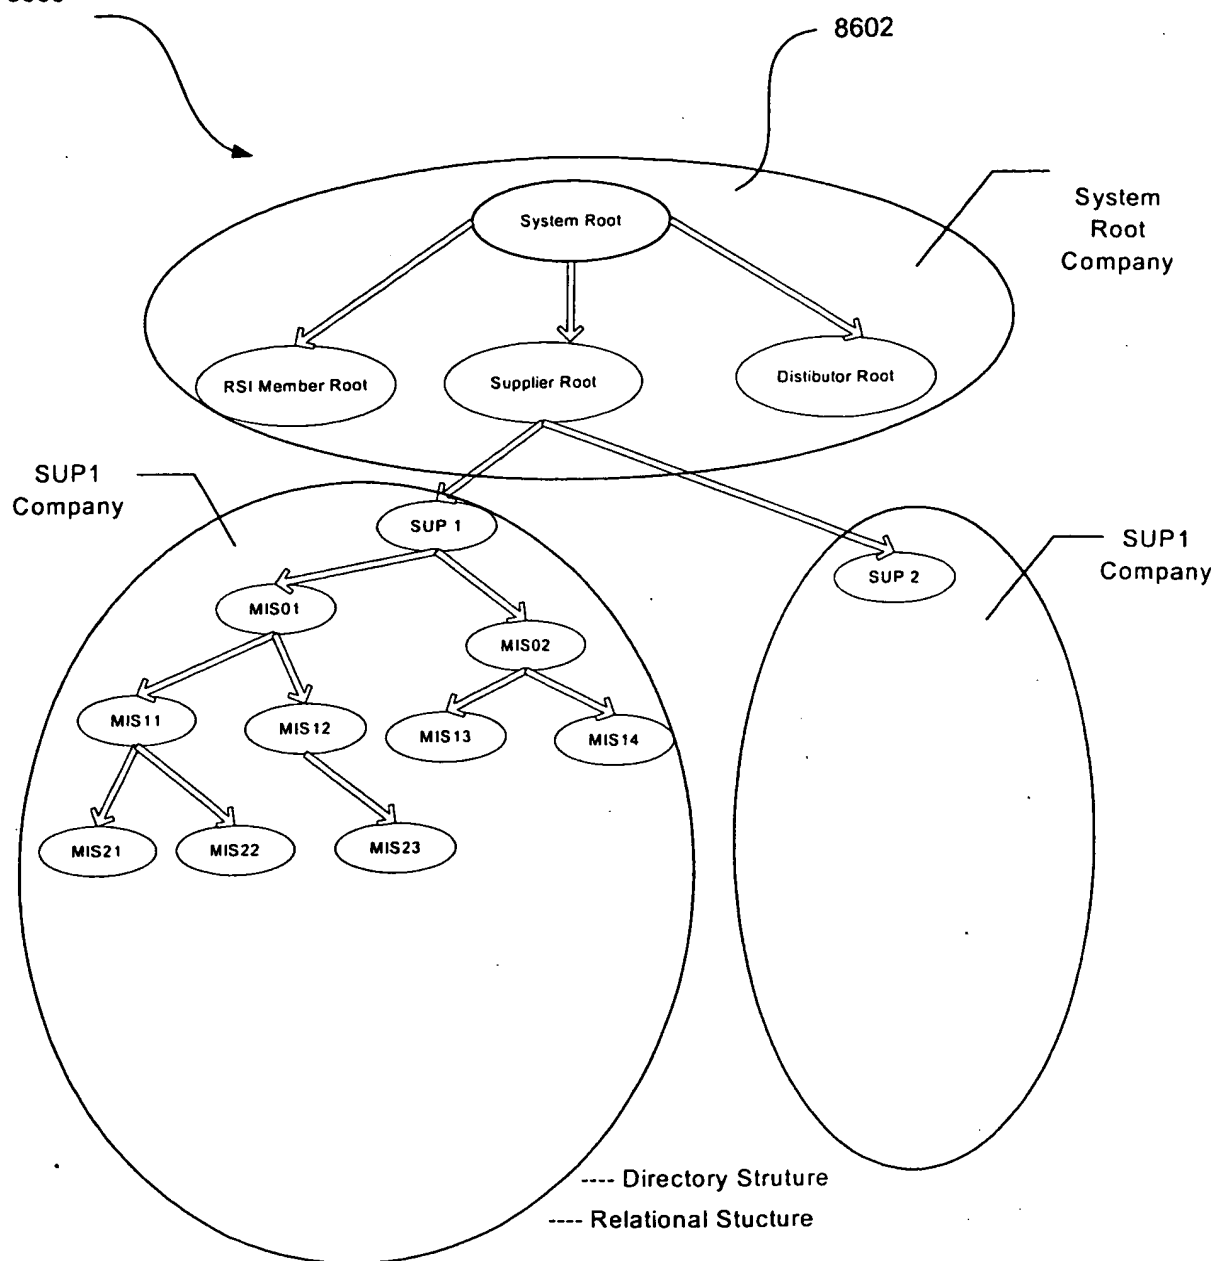 8602
System
Root
Company
System Root
RSI Member Root
Supplier Root
Distibutor Root
SUP1
Company
SUP 1
SUP1
Company
SUP 2
MIS01
MIS02
MIS11
MIS12
MIS13
MIS14
MIS21
MIS22
MIS23
---- Directory Struture
---- Relational Stucture